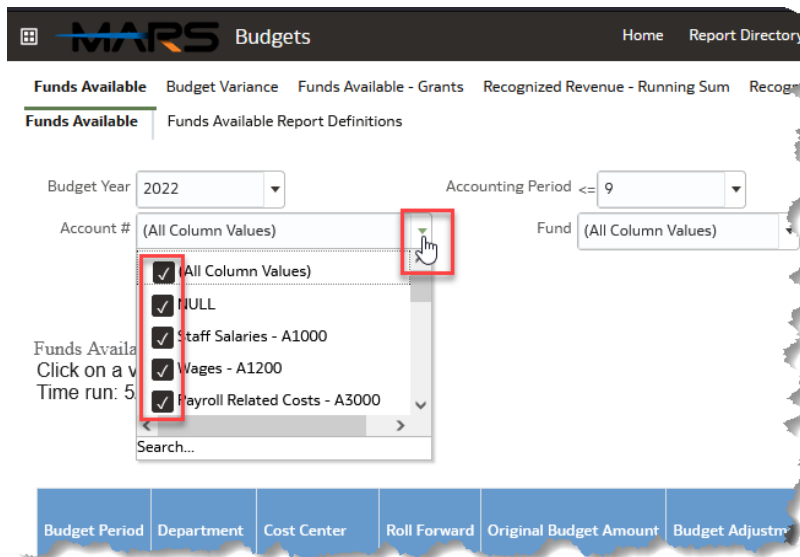 MARS Budgets Home Report Directory
Funds Available Budget Variance Funds Available - Grants Recognized Revenue - Running Sum
Funds Available Funds Available Report Definitions
Budget Year 2022 Accounting Period <= 9
Account # (All Column Values) Fund (All Column Values)
(All Column Values)
NULL
Staff Salaries - A1000
Wages - A1200
Payroll Related Costs - A3000
Funds
Click on a
Time run:
Search...
Budget Period Department Cost Center Roll Forward Original Budget Amount Budget